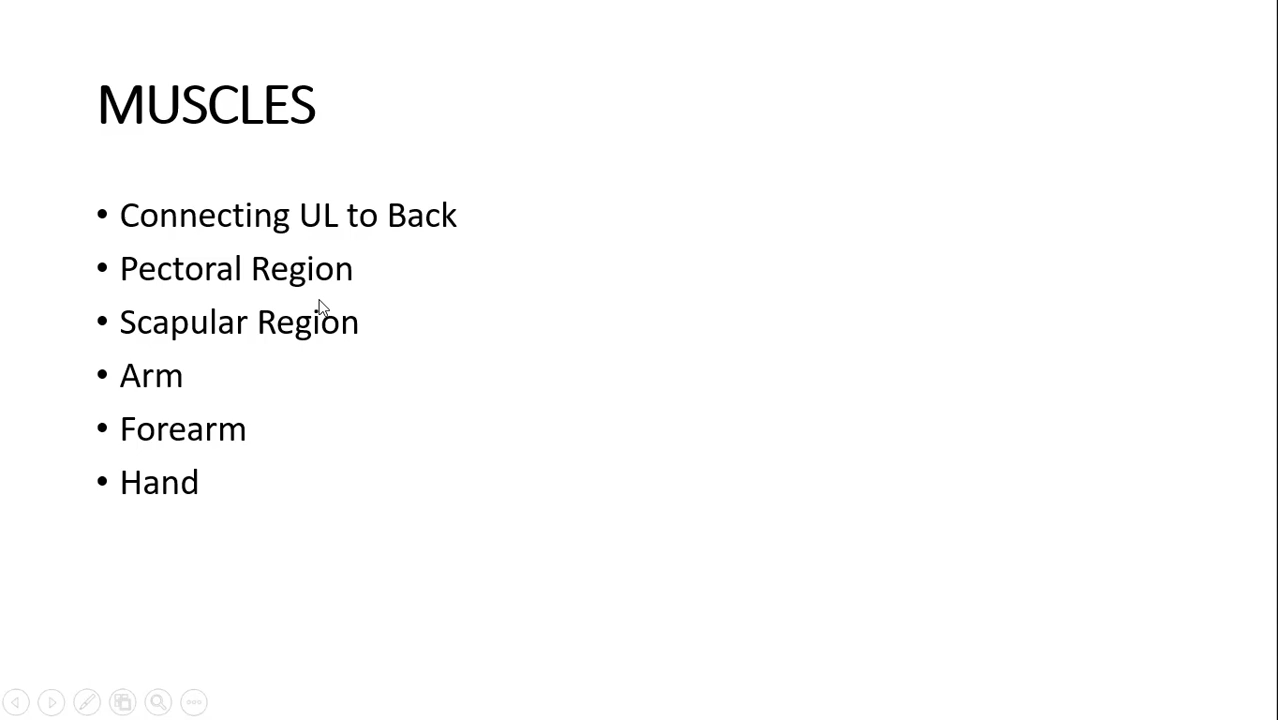 MUSCLES
• Connecting UL to Back
• Pectoral Region
• Scapular Region
• Arm
• Forearm
• Hand